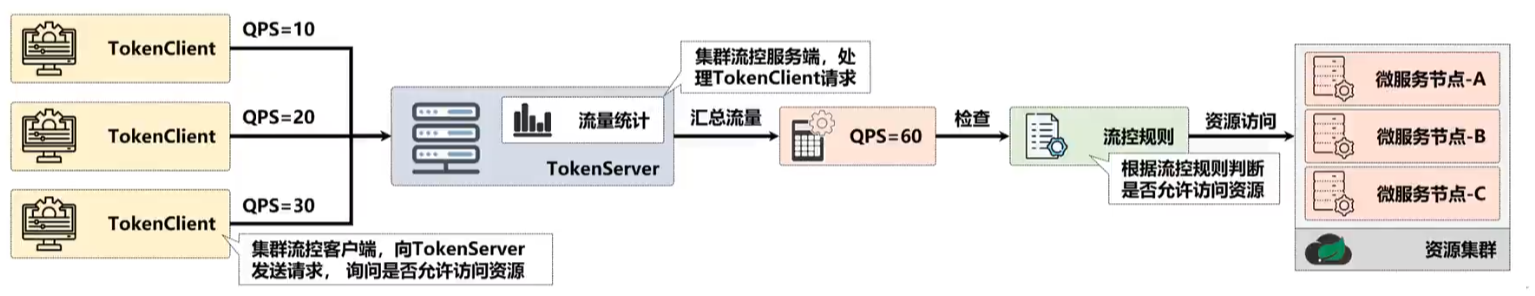 TokenClient
QPS=10
TokenClient
QPS=20
TokenClient
QPS=30
集群流控客户端，向TokenServer
发送请求， 询问是否允许访问资源
流量统计
TokenServer
集群流控服务端，处
理TokenClient请求
汇总流量
QPS=60
检查
流控规则
根据流控规则判断
是否允许访问资源
资源访问
微服务节点-A
微服务节点-B
微服务节点-C
资源集群